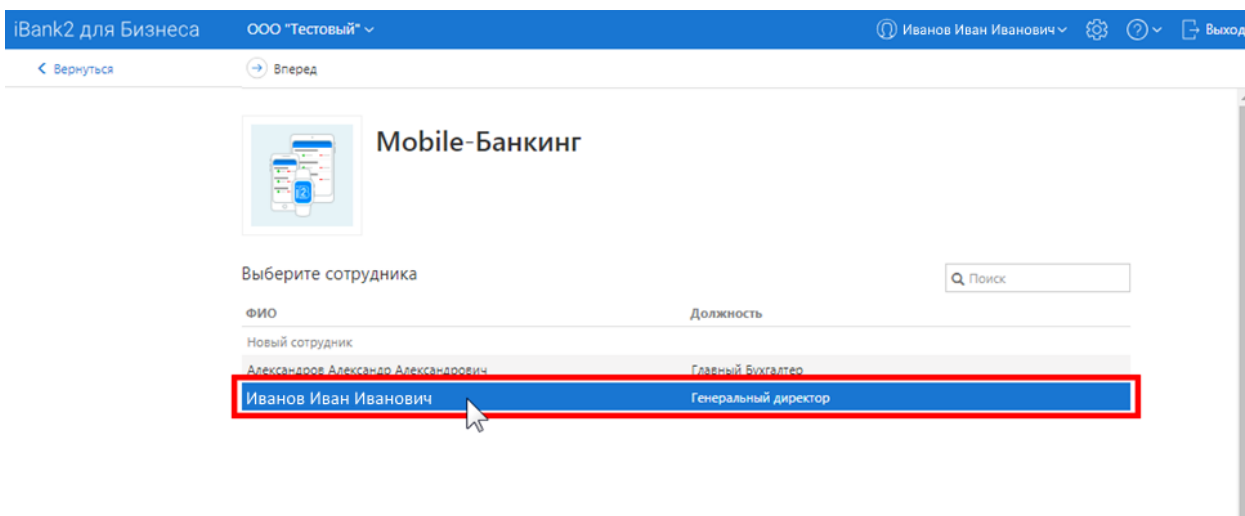 iBank2 для Бизнеса ООО "Тестовый" Иванов Иван Иванович Выход
Вернуться Вперед
Mobile-Банкинг
Выберите сотрудника Поиск
ФИО Должность
Новый сотрудник
Александров Александр Александрович Главный Бухгалтер
Иванов Иван Иванович Генеральный директор